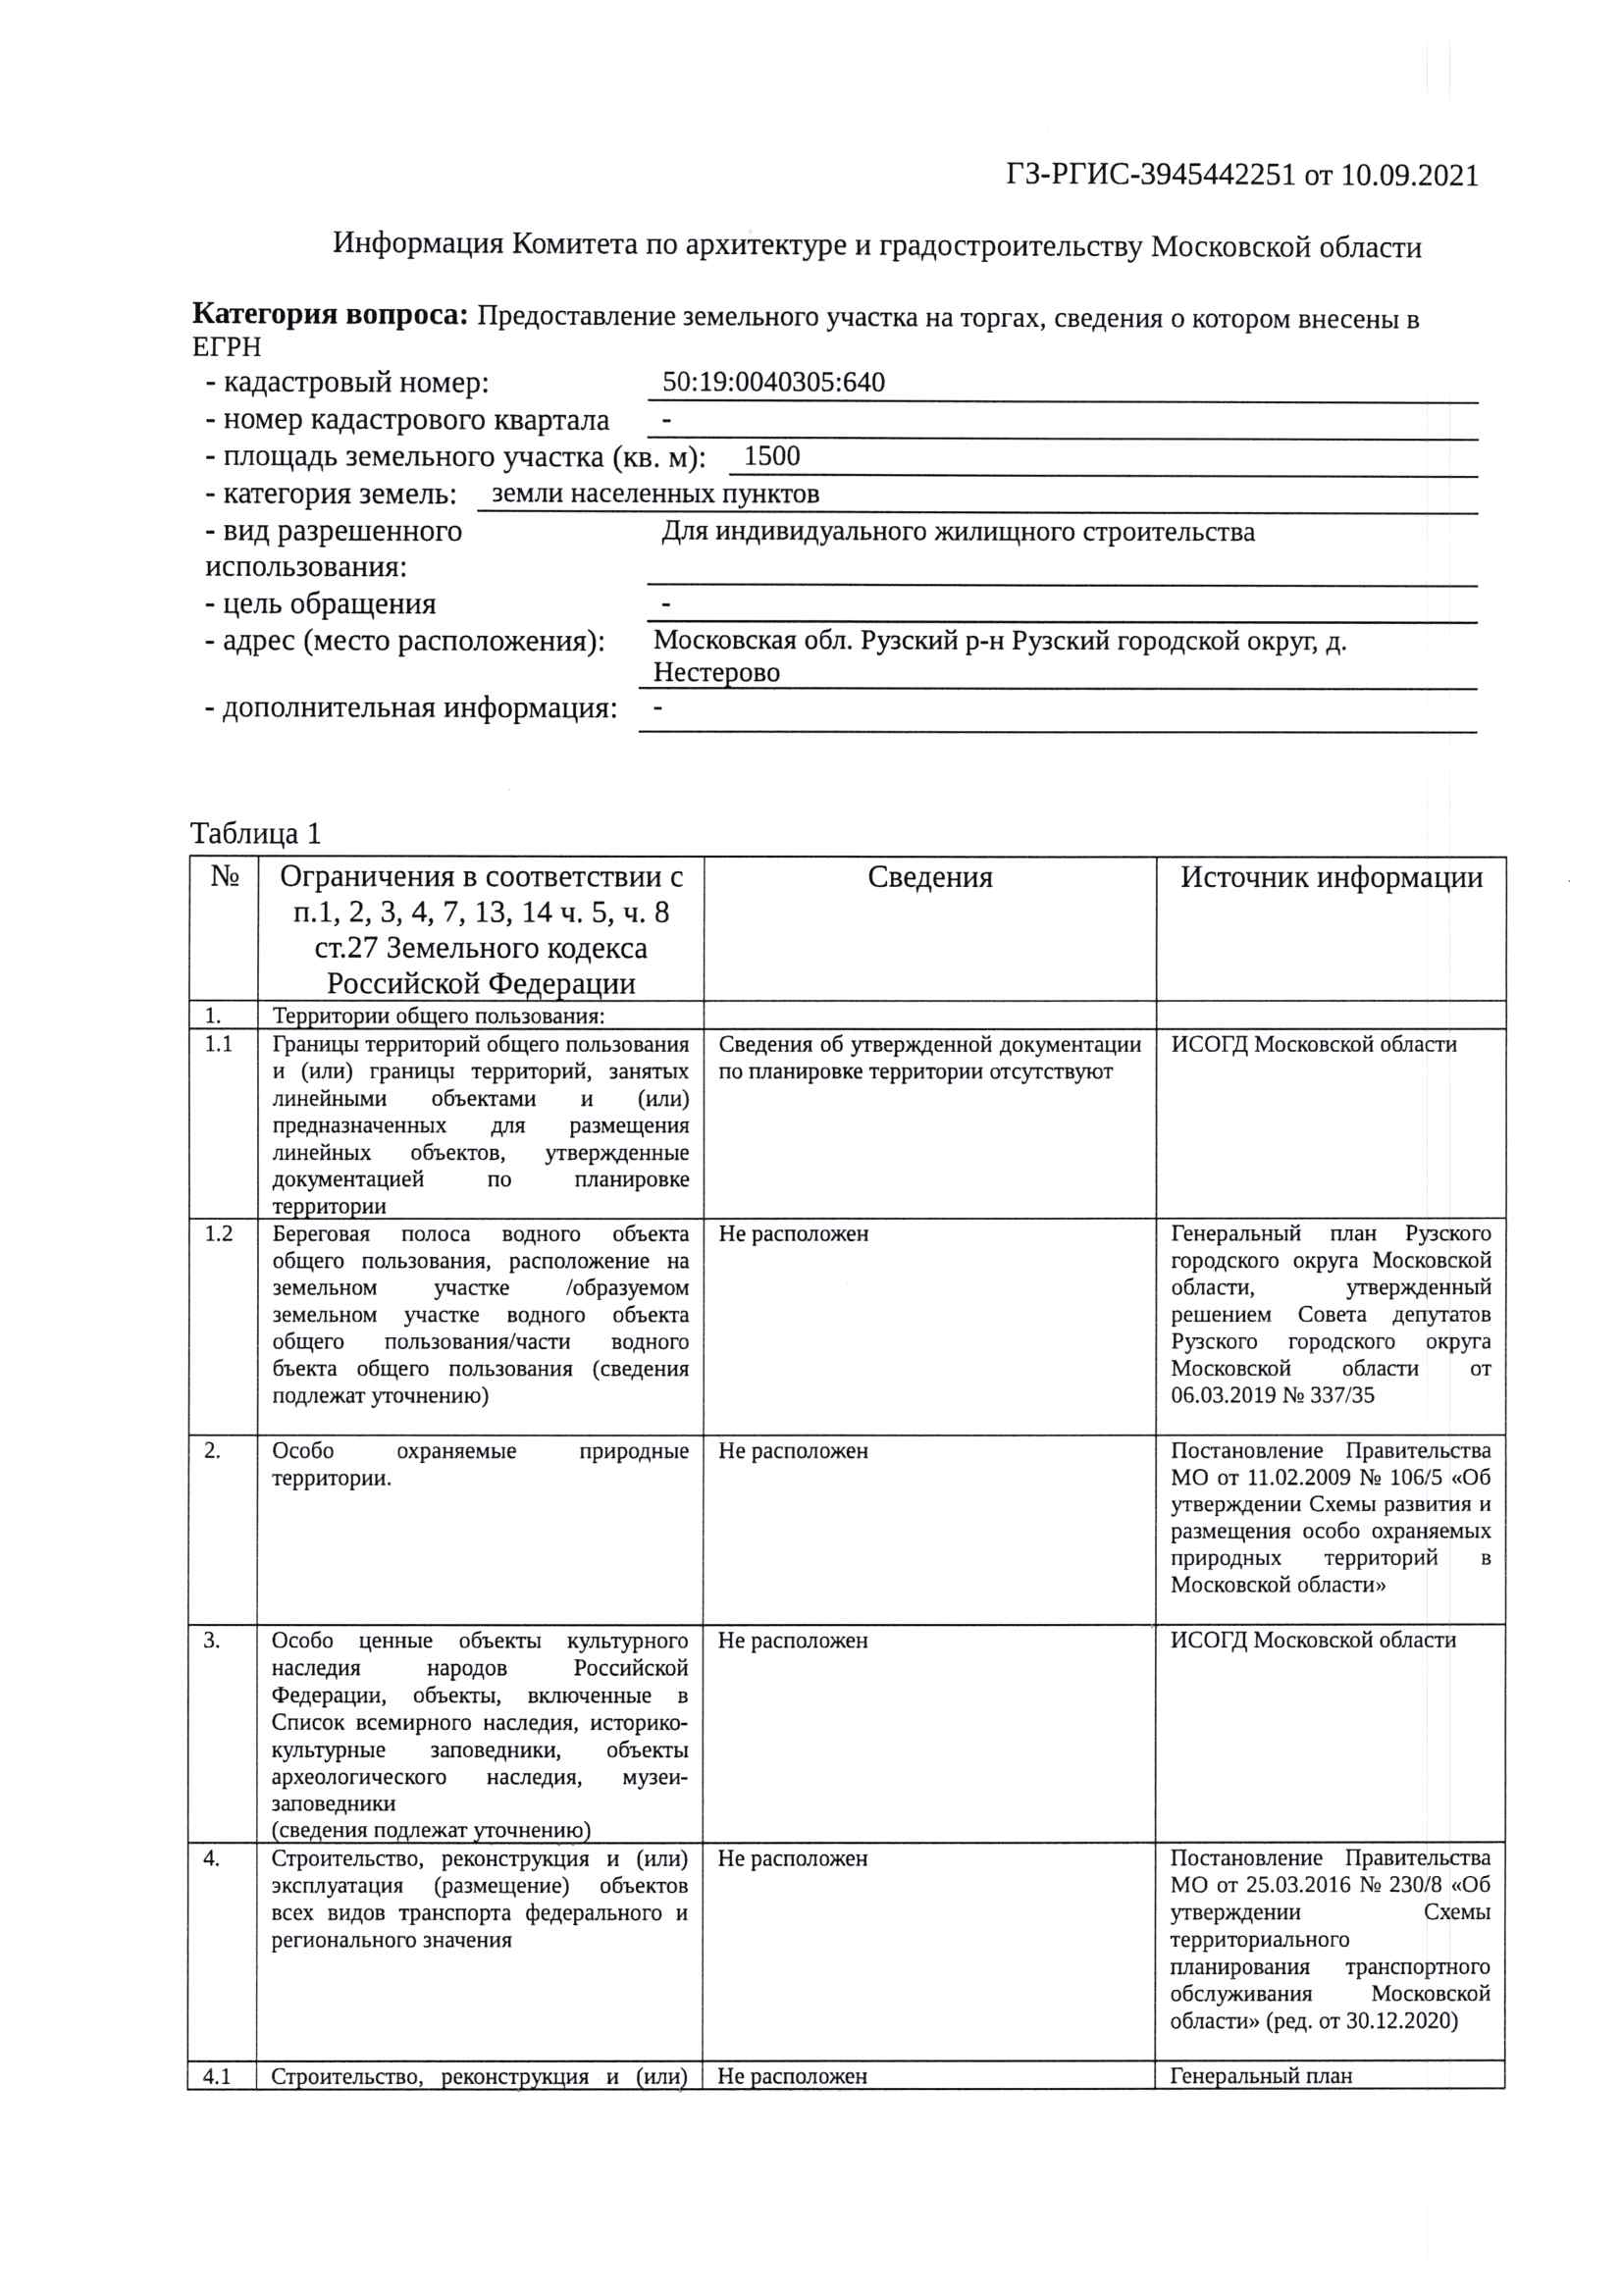 ГЗ-РГИС-3945442251 от 10.09.2021
Информация Комитета по архитектуре и градостроительству Московской области
Категория вопроса: Предоставление земельного участка на торгах, сведения о котором внесены в
ЕГРН
- кадастровый номер: 50:19:0040305:640
- номер кадастрового квартала -
- площадь земельного участка (кв. м): 1500
- категория земель: земли населенных пунктов
- вид разрешенного Для индивидуального жилищного строительства
использования:
- цель обращения -
- адрес (место расположения): Московская обл. Рузский р-н Рузский городской округ, д.
Нестерово
- дополнительная информация: -
Таблица 1
№
Ограничения в соответствии с
п.1, 2, 3, 4, 7, 13, 14 ч. 5, ч. 8
ст.27 Земельного кодекса
Российской Федерации
Сведения
Источник информации
1.
Территории общего пользования:
1.1
Границы территорий общего пользования
и (или) границы территорий, занятых
линейными объектами и (или)
предназначенных для размещения
линейных объектов, утвержденные
документацией по планировке
территории
Сведения об утвержденной документации
по планировке территории отсутствуют
ИСОГД Московской области
1.2
Береговая полоса водного объекта
общего пользования, расположение на
земельном участке /образуемом
земельном участке водного объекта
общего пользования/части водного
бъекта общего пользования (сведения
подлежат уточнению)
Не расположен
Генеральный план Рузского
городского округа Московской
области, утвержденный
решением Совета депутатов
Рузского городского округа
Московской области от
06.03.2019 № 337/35
2.
Особо охраняемые природные
территории.
Не расположен
Постановление Правительства
МО от 11.02.2009 № 106/5 «Об
утверждении Схемы развития и
размещения особо охраняемых
природных территорий в
Московской области»
3.
Особо ценные объекты культурного
наследия народов Российской
Федерации, объекты, включенные в
Список всемирного наследия, историко-
культурные заповедники, объекты
археологического наследия, музеи-
заповедники
(сведения подлежат уточнению)
Не расположен
ИСОГД Московской области
4.
Строительство, реконструкция и (или)
эксплуатация (размещение) объектов
всех видов транспорта федерального и
регионального значения
Не расположен
Постановление Правительства
МО от 25.03.2016 № 230/8 «Об
утверждении Схемы
территориального
планирования транспортного
обслуживания Московской
области» (ред. от 30.12.2020)
4.1
Строительство, реконструкция и (или)
Не расположен
Генеральный план